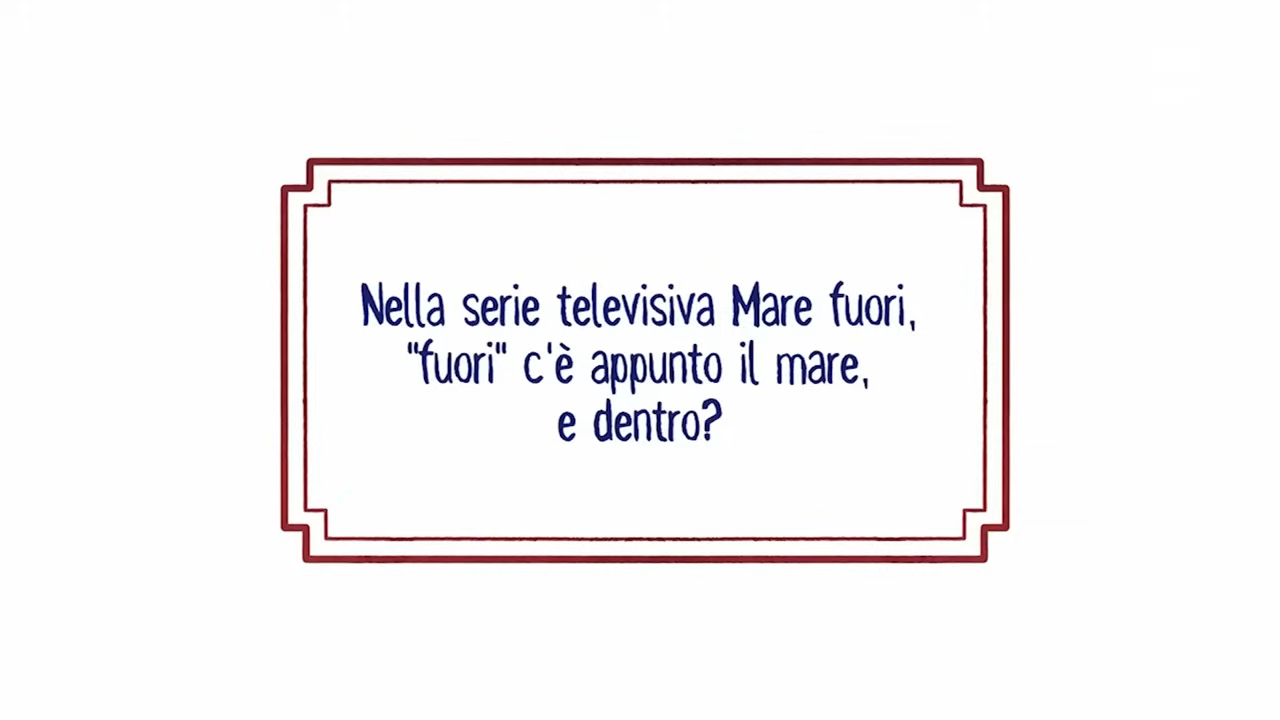 Nella serie televisiva Mare fuori,
"fuori" c'è appunto il mare,
e dentro?